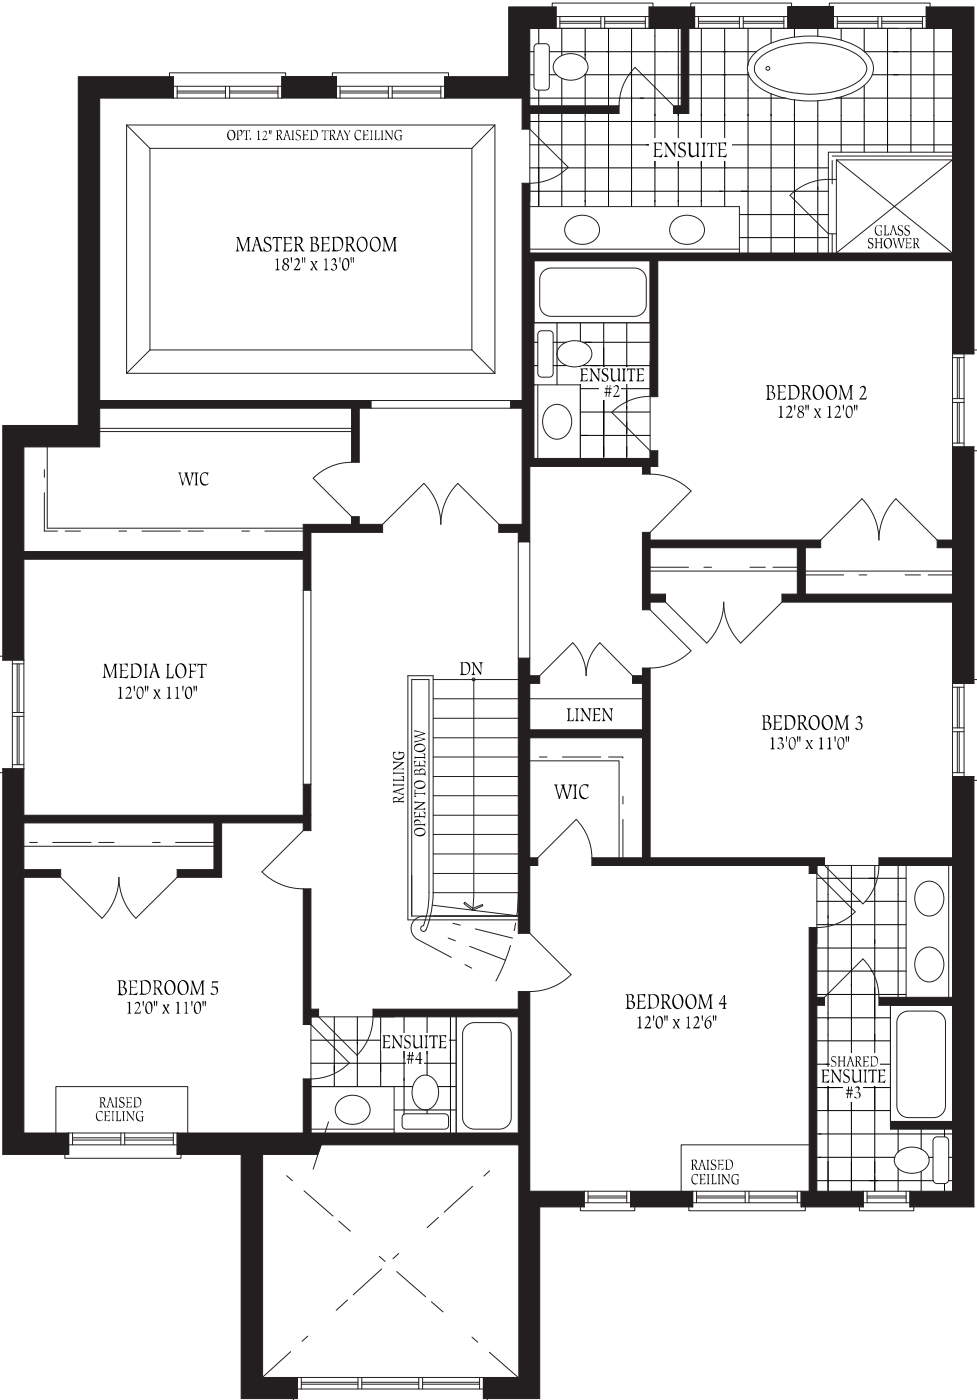 OPT. 12" RAISED TRAY CEILING
ENSUITE
MASTER BEDROOM
18'2" x 13'0"
GLASS
SHOWER
ENSUITE
#2
BEDROOM 2
12'8" x 12'0"
WIC
MEDIA LOFT
12'0" x 11'0"
DN
RAILING
OPEN TO BELOW
LINEN
BEDROOM 3
13'0" x 11'0"
WIC
BEDROOM 5
12'0" x 11'0"
BEDROOM 4
12'0" x 12'6"
ENSUITE
#4
SHARED
ENSUITE
#3
RAISED
CEILING
RAISED
CEILING